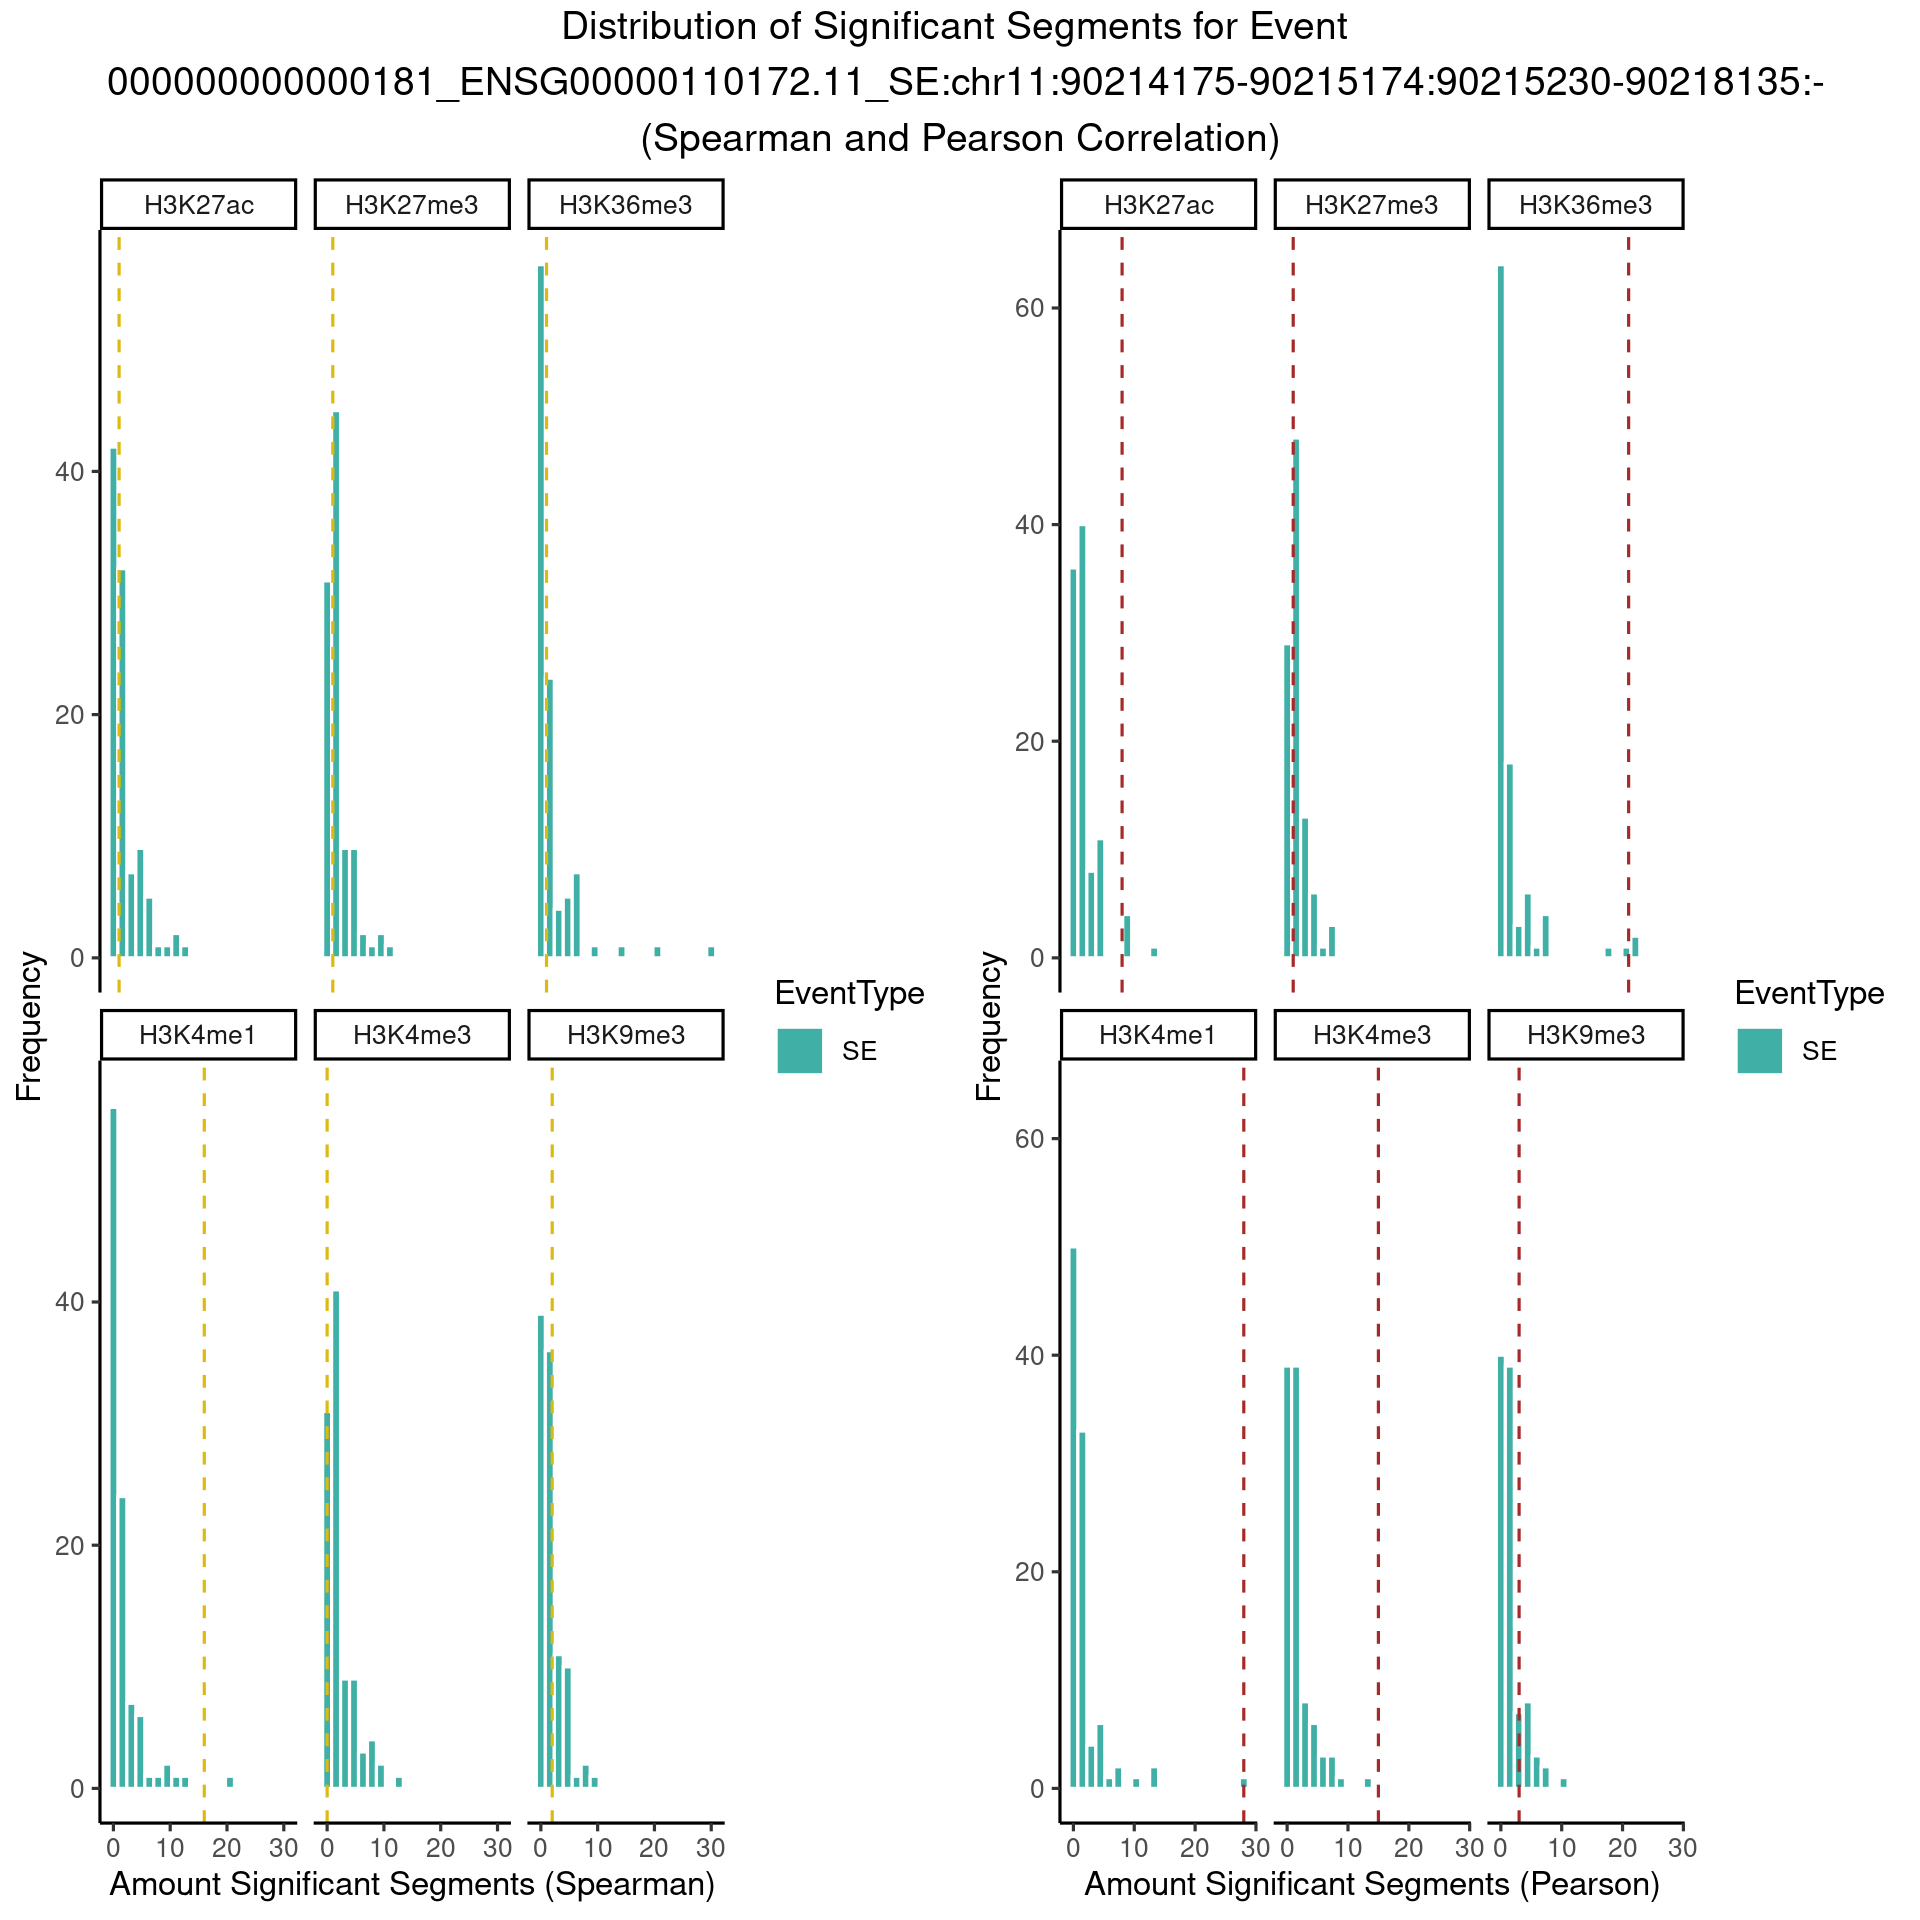 Distribution of Significant Segments for Event
000000000000181_ENSG00000110172.11_SE:chr11:90214175-90215174:90215230-90218135:-
(Spearman and Pearson Correlation)
H3K27ac
H3K27me3
H3K36me3
40
20
0
H3K4me1
H3K4me3
H3K9me3
40
20
0
0 10 20 30 0 10 20 30 0 10 20 30
Frequency
Amount Significant Segments (Spearman)
EventType
SE
H3K27ac
H3K27me3
H3K36me3
60
40
20
0
H3K4me1
H3K4me3
H3K9me3
60
40
20
0
0 10 20 30 0 10 20 30 0 10 20 30
Frequency
Amount Significant Segments (Pearson)
EventType
SE